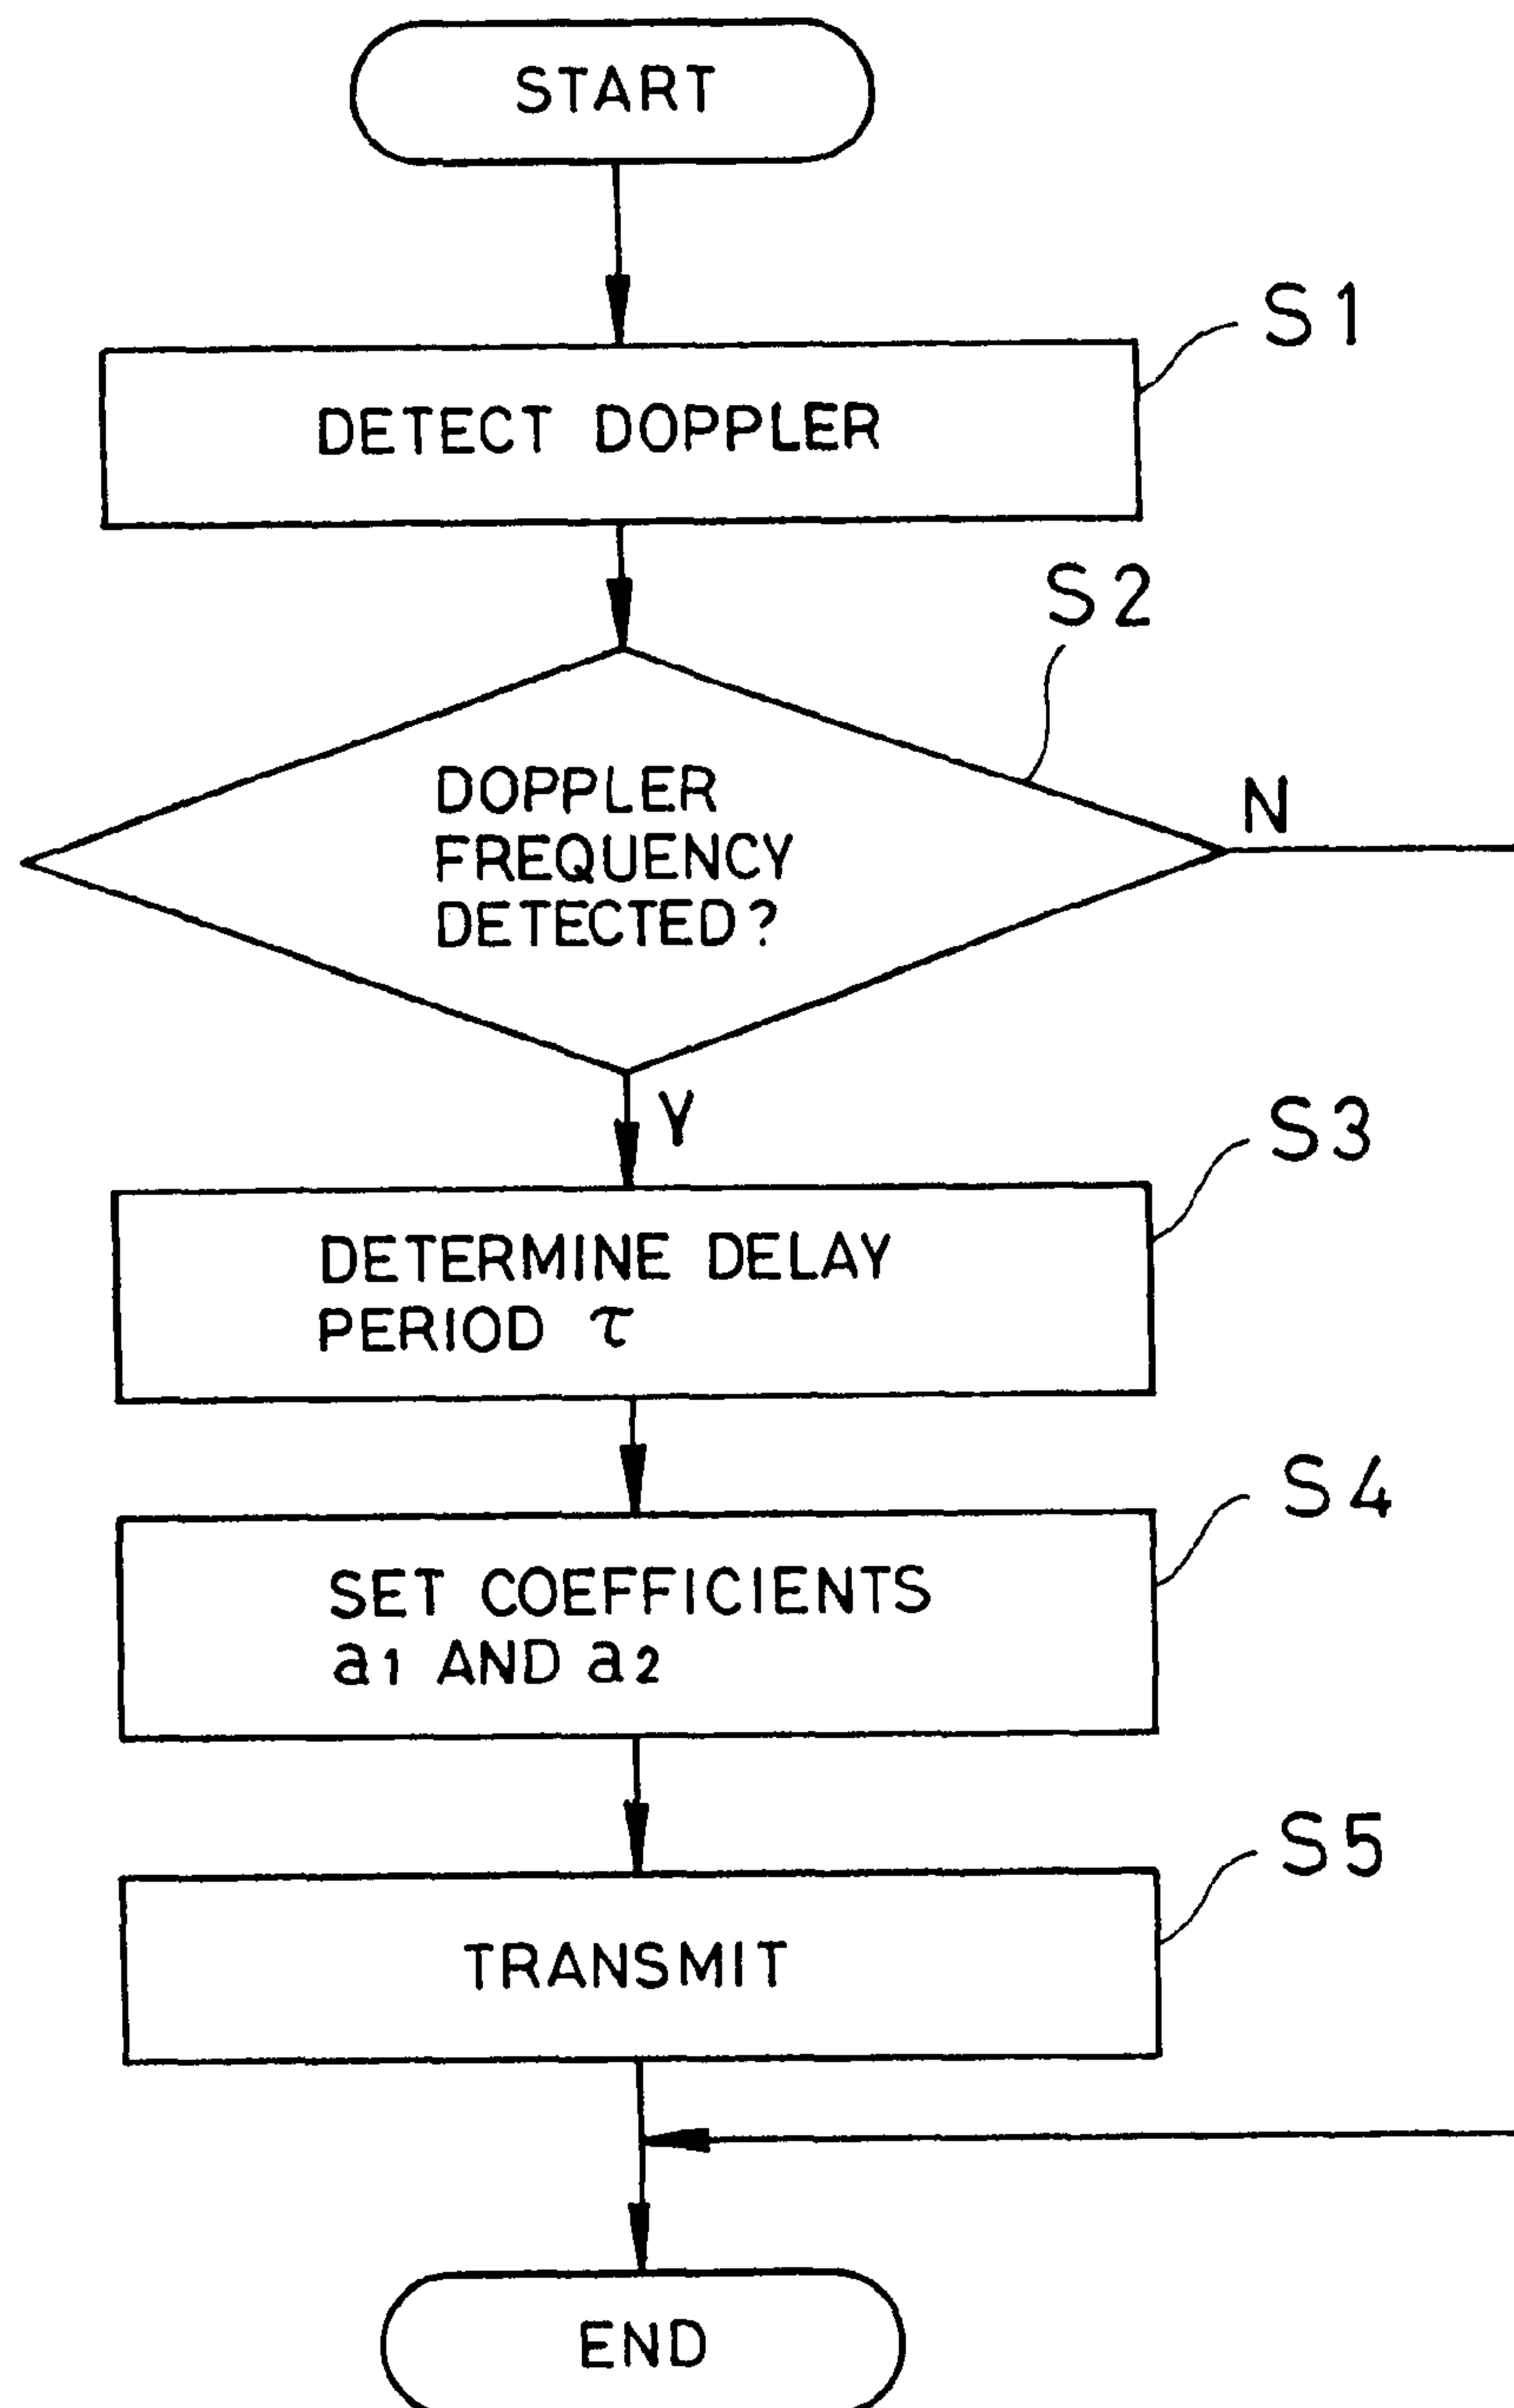 START
S1
DETECT DOPPLER
S2
DOPPLER
FREQUENCY
DETECTED?
N
Y
S3
DETERMINE DELAY
PERIOD τ
S4
SET COEFFICIENTS
a1 AND a2
S5
TRANSMIT
END